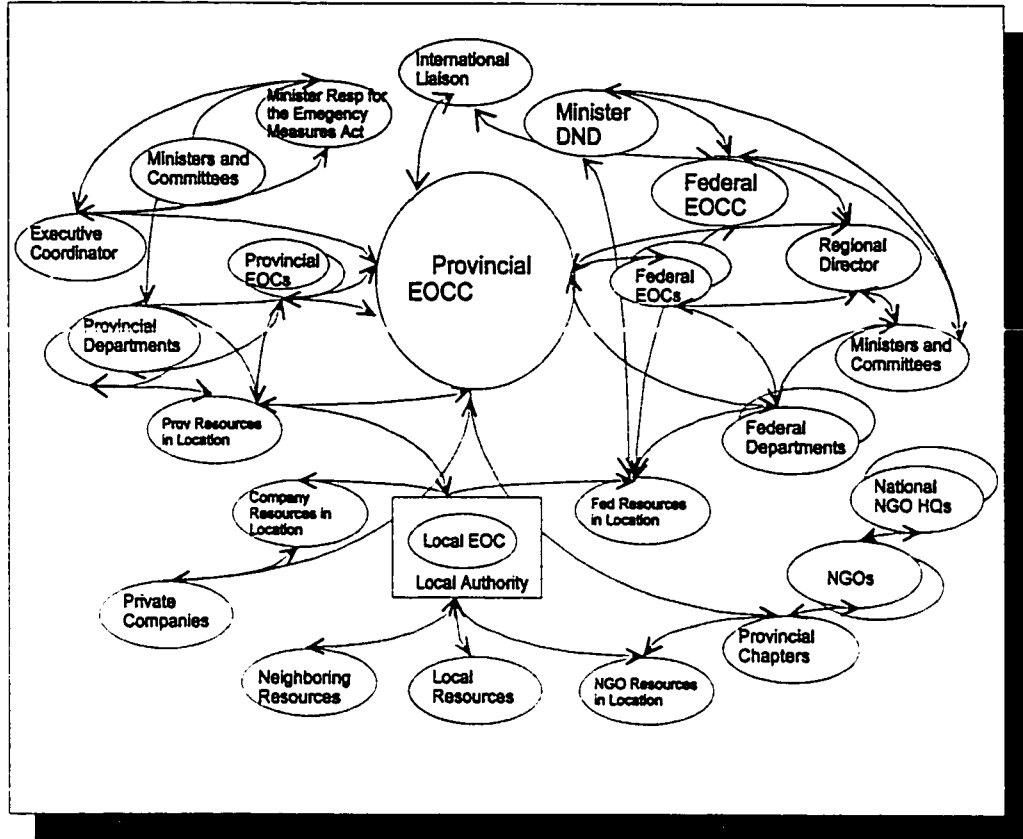 International
Liaison
Minister Resp for
the Emegency
Measures Act
Minister
DND
Ministers and
Committees
Federal
EOCC
Executive
Coordinator
Provincial
EOCs
Provincial
EOCC
Federal
EOCs
Regional
Director
Provincial
Departments
Ministers and
Committees
Prov Resources
in Location
Federal
Departments
Company
Resources in
Location
Fed Resources
in Location
National
NGO HQs
Local EOC
Local Authority
NGOs
Private
Companies
Provincial
Chapters
Neighboring
Resources
Local
Resources
NGO Resources
in Location